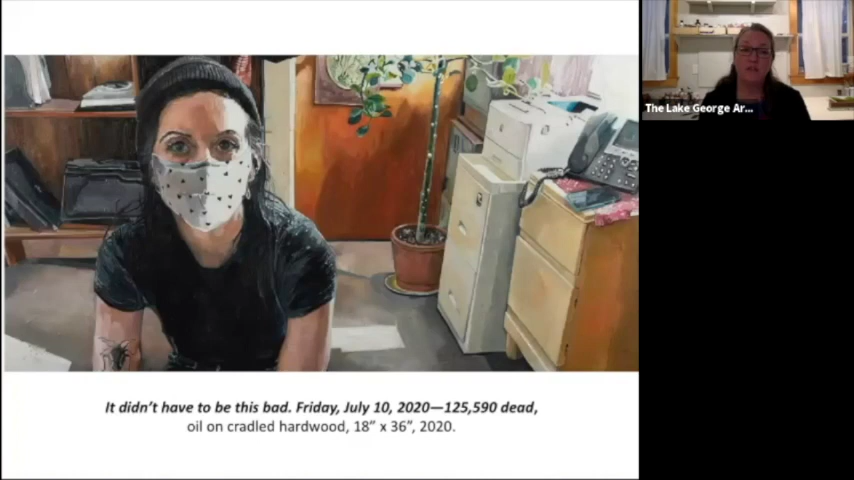 The Lake George Ar...
It didn’t have to be this bad. Friday, July 10, 2020—125,590 dead,
oil on cradled hardwood, 18” x 36”, 2020.